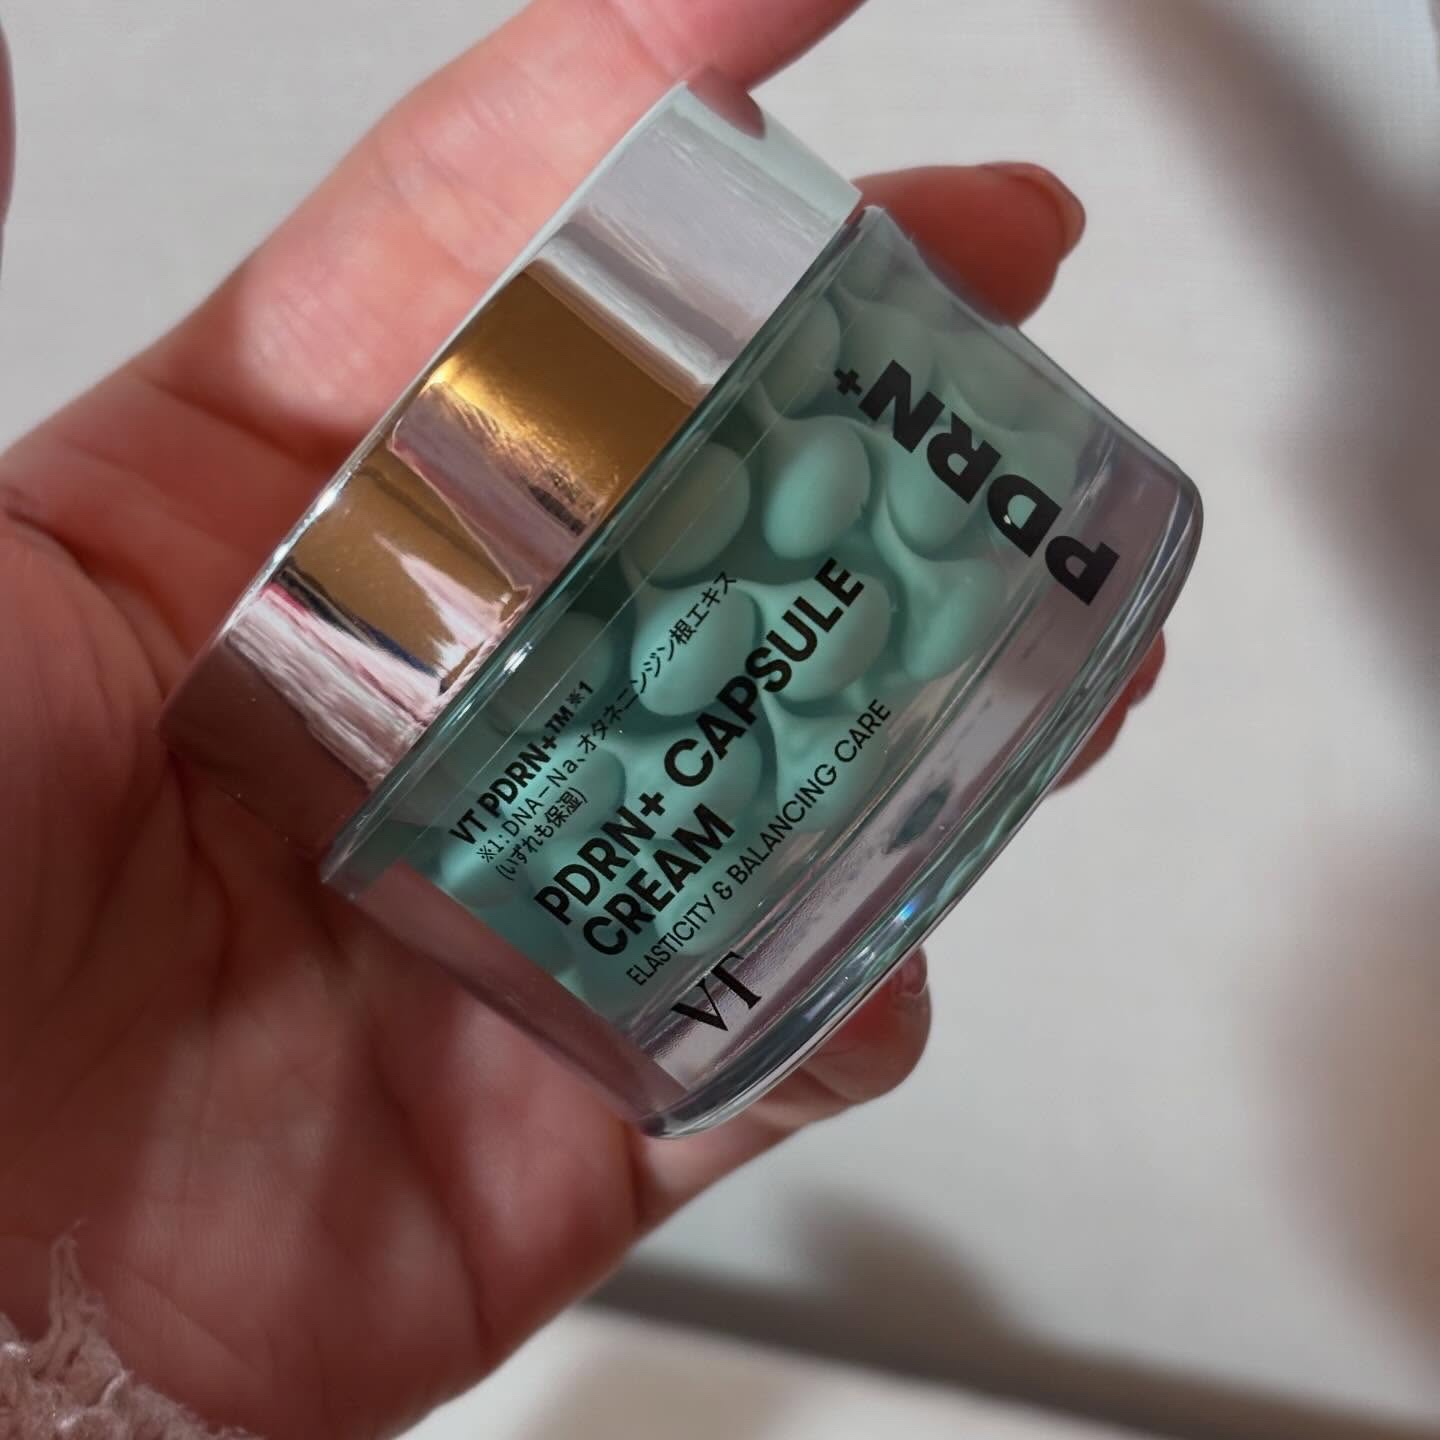 PDRN+
VT PDRN+™※1
※1:DNA-Na、オタネニンジン根エキス
(いずれも保湿)
PDRN+ CAPSULE
CREAM
ELASTICITY & BALANCING CARE
VT